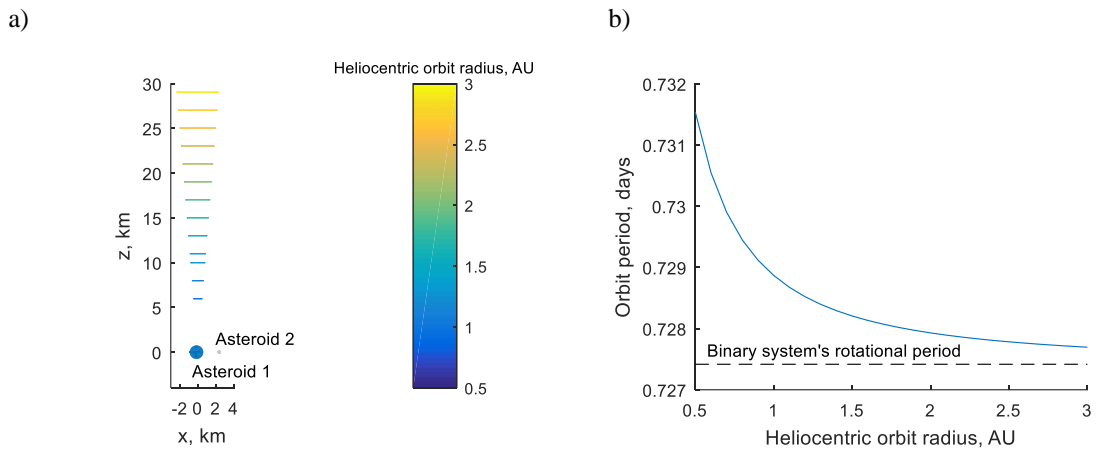 a)
Heliocentric orbit radius, AU
30
25
20
15
10
5
0
z, km
Asteroid 2
Asteroid 1
-2 0 2 4
x, km
3
2.5
2
1.5
1
0.5
b)
0.732
0.731
0.73
0.729
0.728
0.727
Orbit period, days
Binary system's rotational period
0.5 1 1.5 2 2.5 3
Heliocentric orbit radius, AU